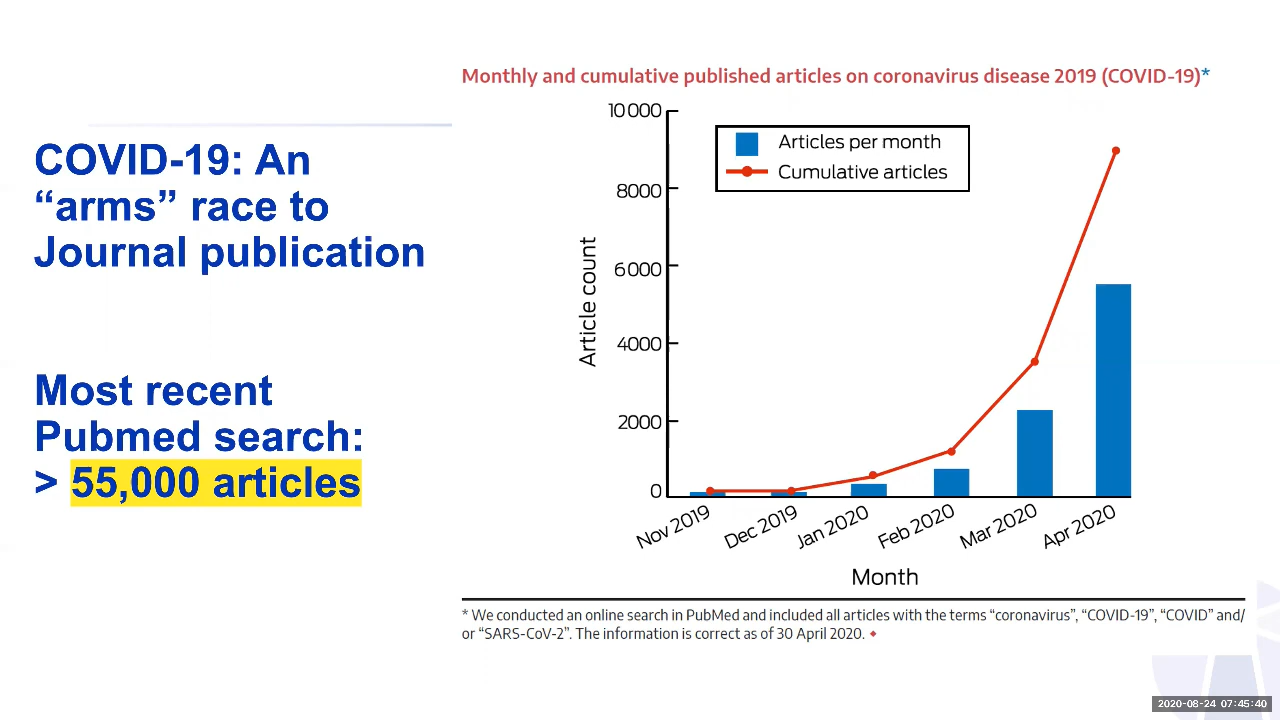 COVID-19: An
“arms” race to
Journal publication
Most recent
Pubmed search:
> 55,000 articles
Monthly and cumulative published articles on coronavirus disease 2019 (COVID-19)*
10 000
8000
6000
4000
2000
0
Article count
Articles per month
Cumulative articles
Nov 2019
Dec 2019
Jan 2020
Feb 2020
Mar 2020
Apr 2020
Month
* We conducted an online search in PubMed and included all articles with the terms “coronavirus”, “COVID-19”, “COVID” and/
or “SARS-CoV-2”. The information is correct as of 30 April 2020. ◆
2020-08-24 07:45:40